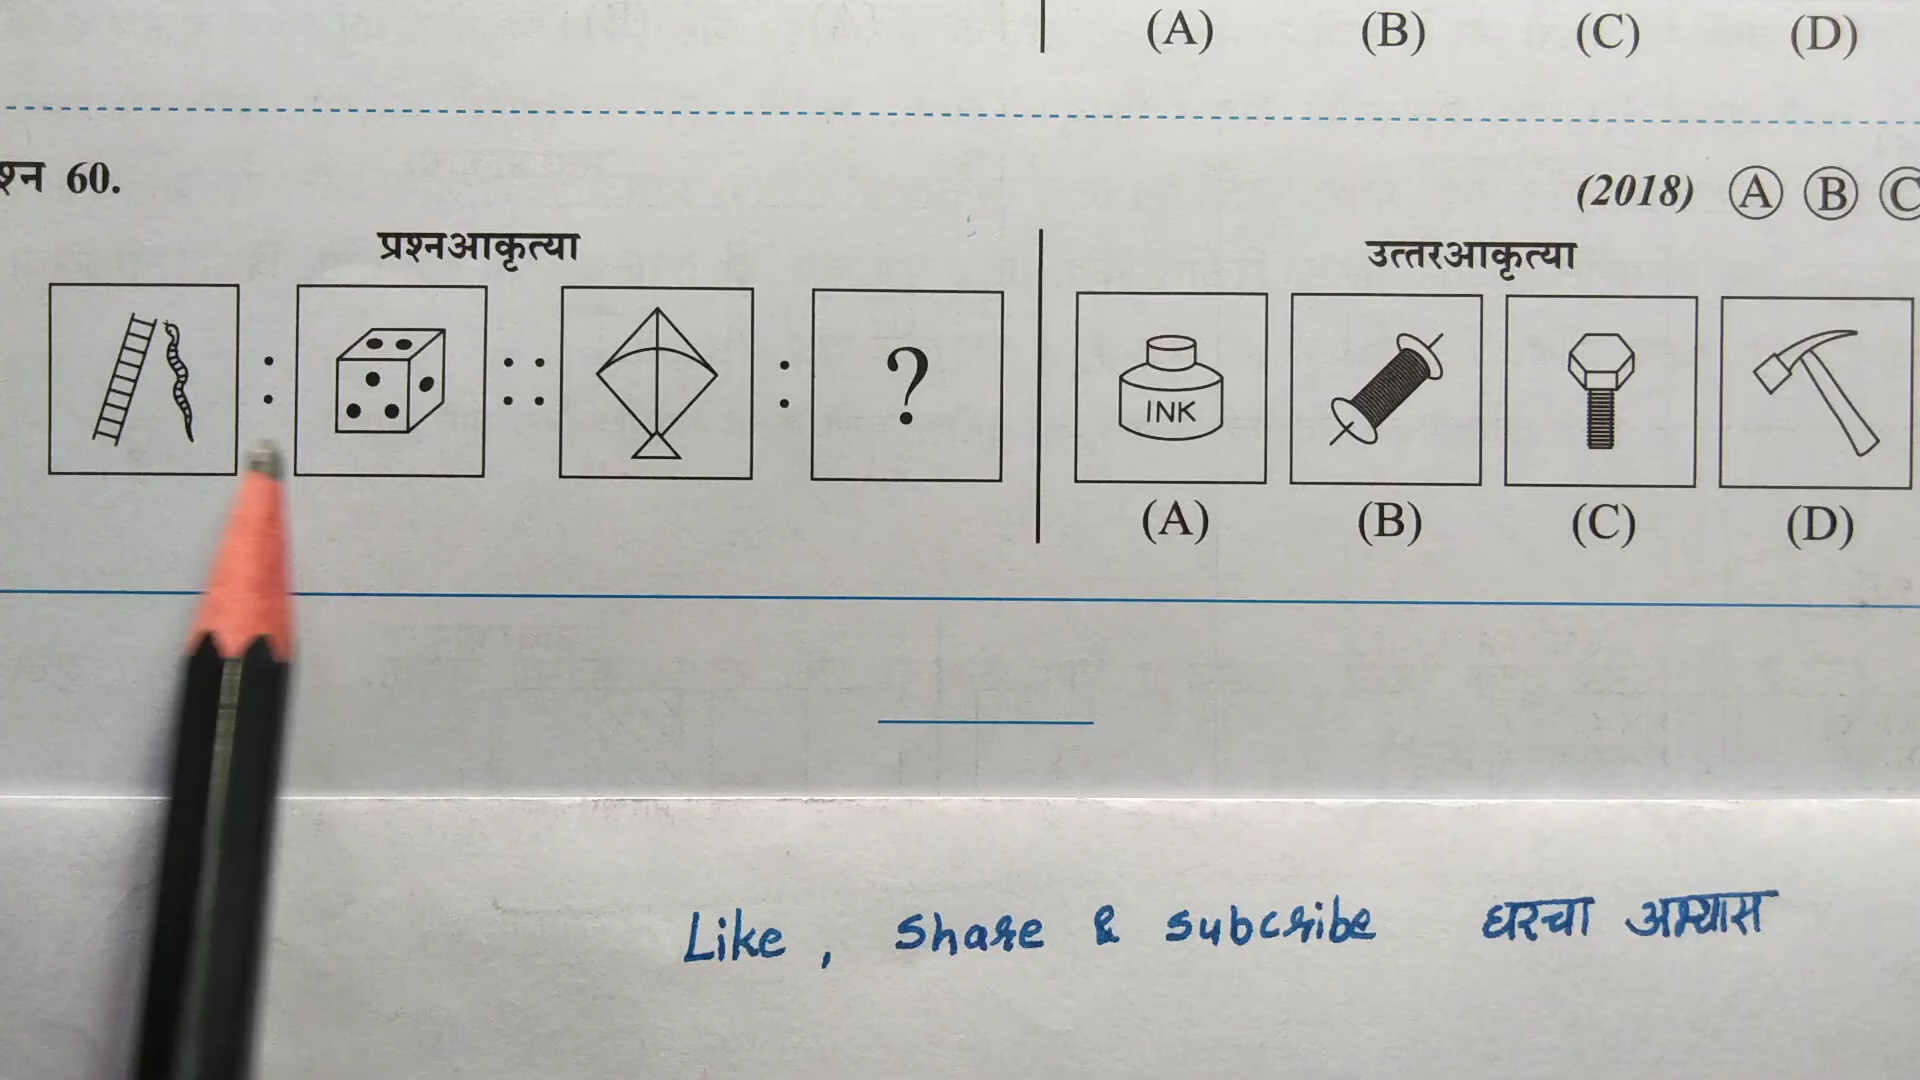 (A) (B) (C) (D)
श्न 60.
(2018) A B C
प्रश्नआकृत्या
उत्तरआकृत्या
: :: : ?
INK
(A) (B) (C) (D)
Like , Share & subcribe घरचा अभ्यास